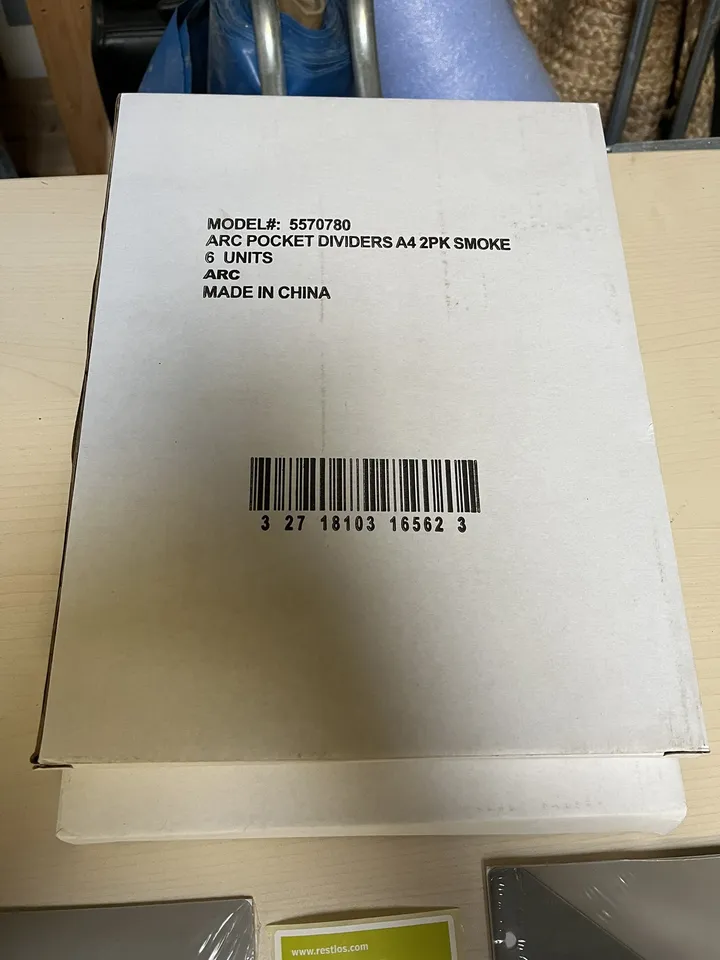 MODEL#: 5570780
ARC POCKET DIVIDERS A4 2PK SMOKE
6 UNITS
ARC
MADE IN CHINA
3 27 18103 16562 3
www.restios.com